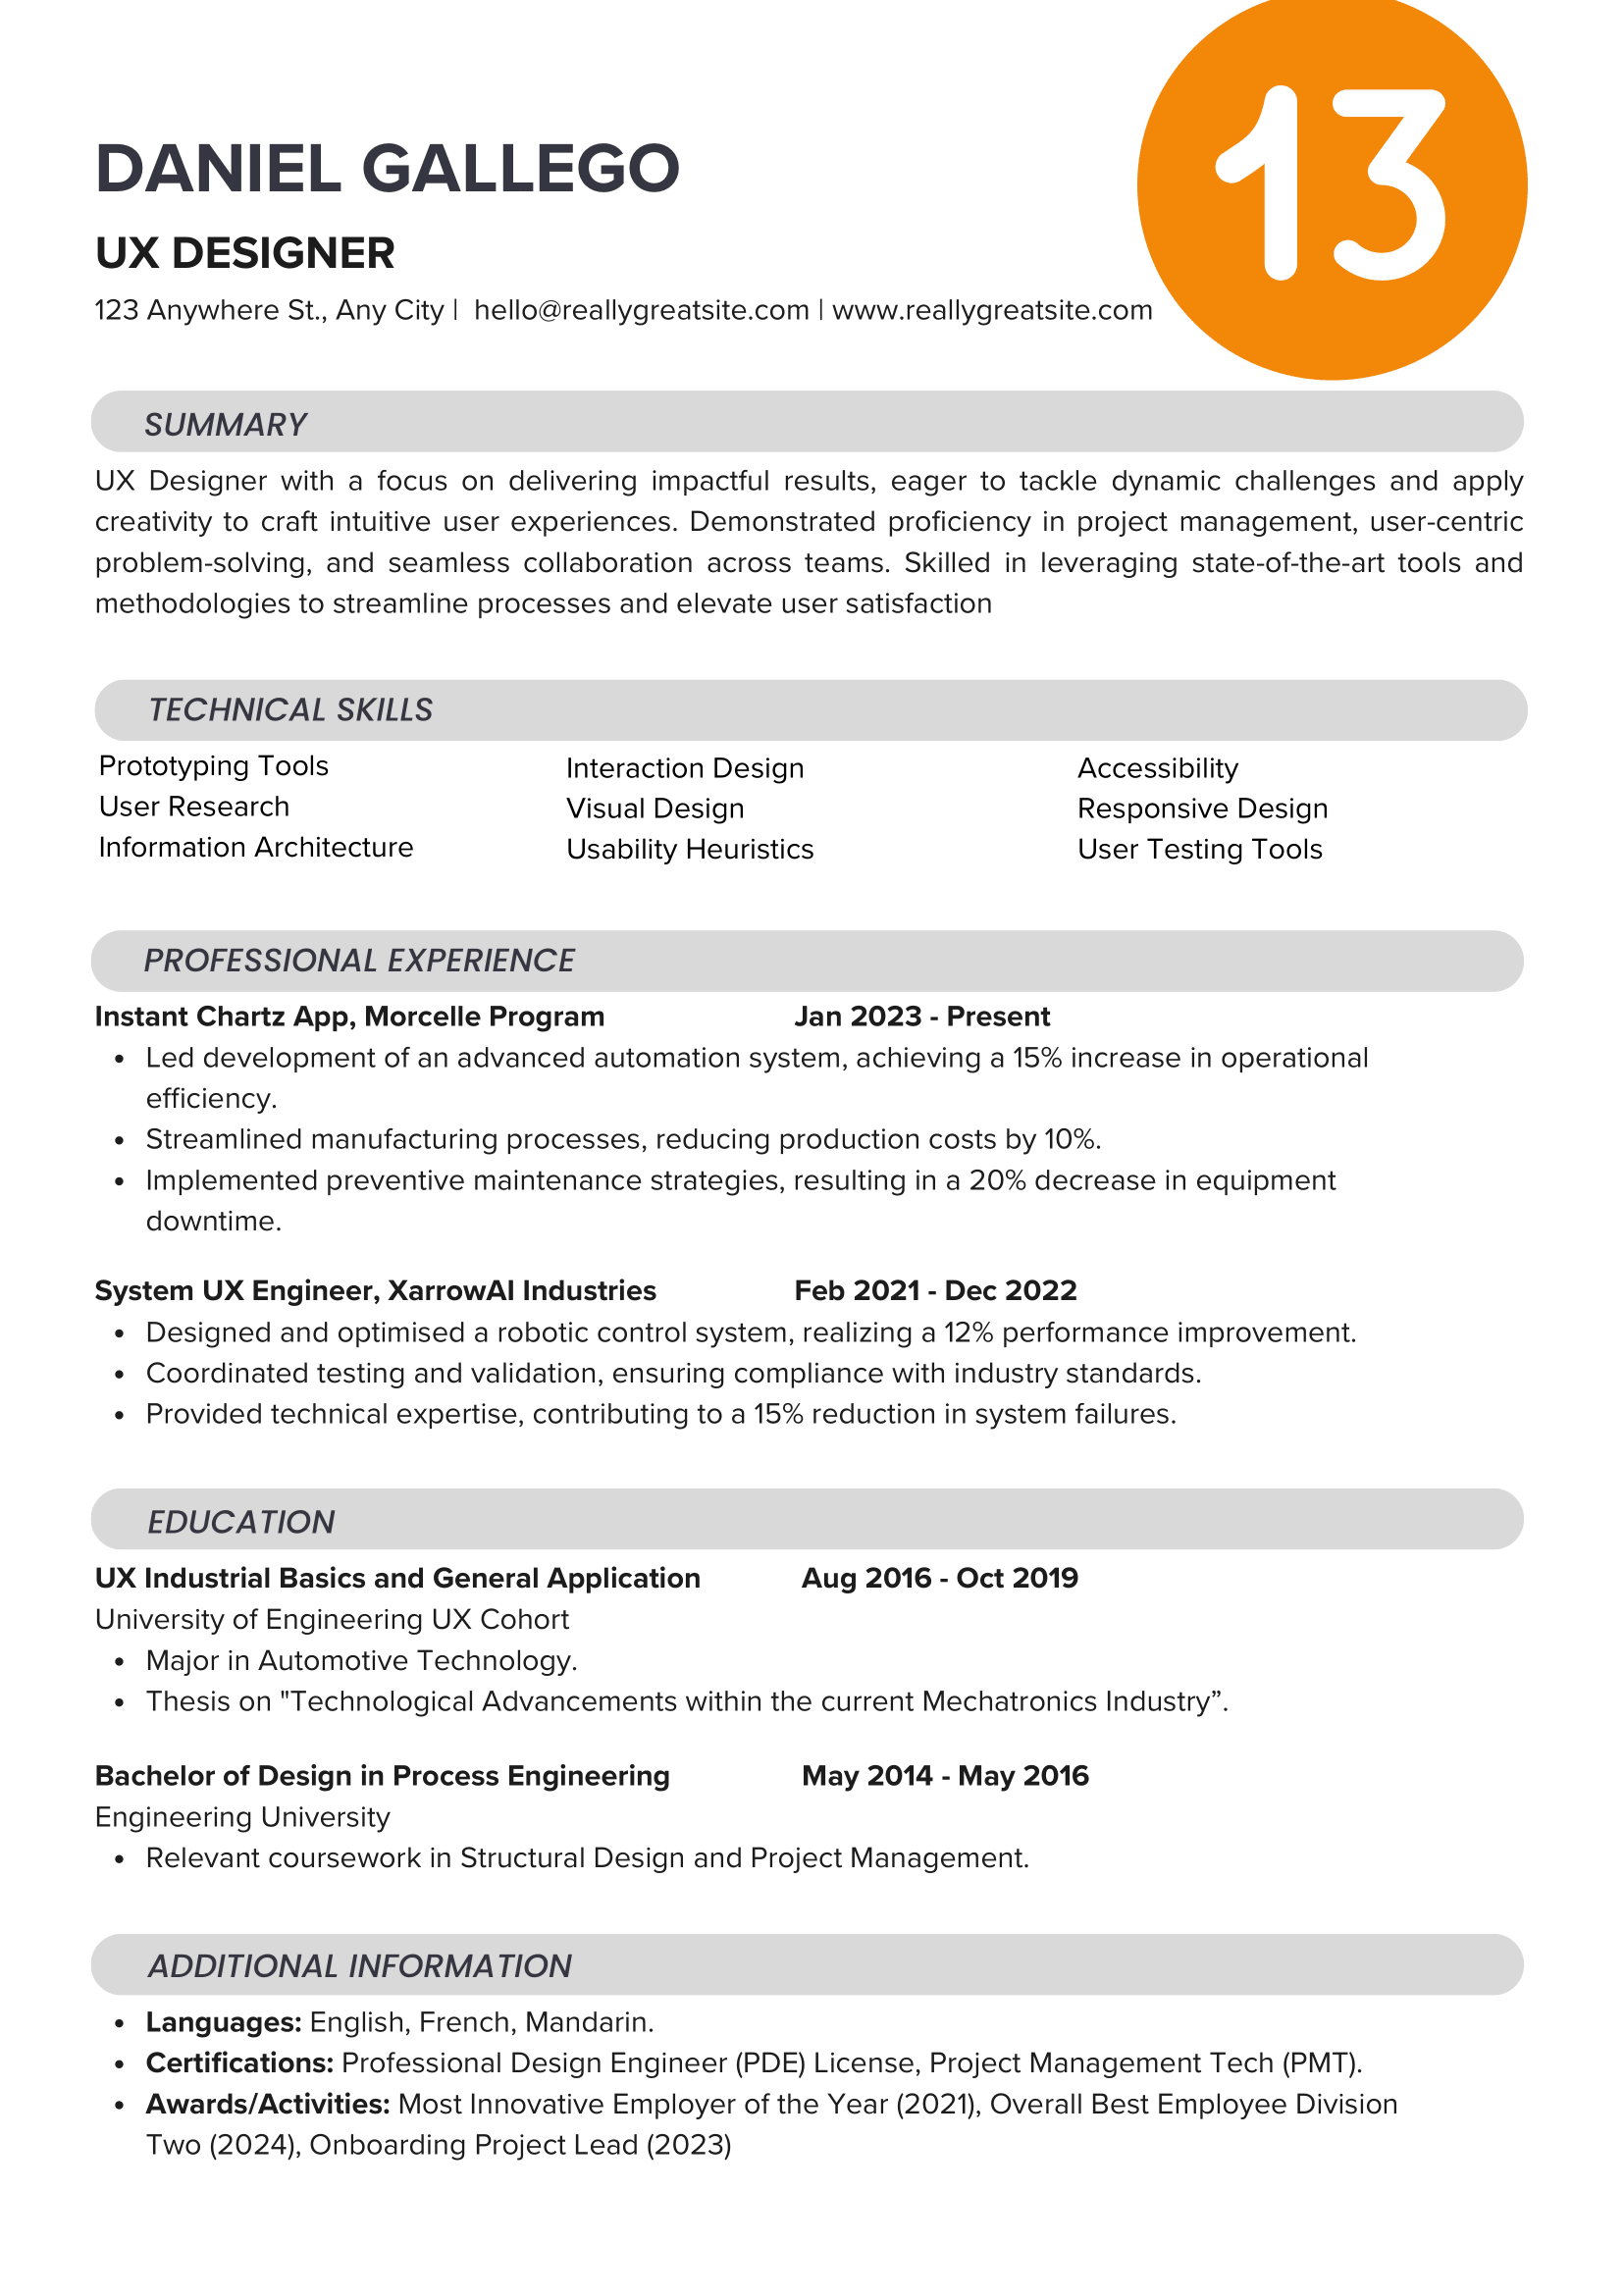 13
DANIEL GALLEGO
UX DESIGNER
123 Anywhere St., Any City | hello@reallygreatsite.com | www.reallygreatsite.com
SUMMARY
UX Designer with a focus on delivering impactful results, eager to tackle dynamic challenges and apply
creativity to craft intuitive user experiences. Demonstrated proficiency in project management, user-centric
problem-solving, and seamless collaboration across teams. Skilled in leveraging state-of-the-art tools and
methodologies to streamline processes and elevate user satisfaction
TECHNICAL SKILLS
Prototyping Tools
User Research
Information Architecture
Interaction Design
Visual Design
Usability Heuristics
Accessibility
Responsive Design
User Testing Tools
PROFESSIONAL EXPERIENCE
Instant Chartz App, Morcelle Program Jan 2023 - Present
• Led development of an advanced automation system, achieving a 15% increase in operational
efficiency.
• Streamlined manufacturing processes, reducing production costs by 10%.
• Implemented preventive maintenance strategies, resulting in a 20% decrease in equipment
downtime.
System UX Engineer, XarrowAI Industries Feb 2021 - Dec 2022
• Designed and optimised a robotic control system, realizing a 12% performance improvement.
• Coordinated testing and validation, ensuring compliance with industry standards.
• Provided technical expertise, contributing to a 15% reduction in system failures.
EDUCATION
UX Industrial Basics and General Application Aug 2016 - Oct 2019
University of Engineering UX Cohort
• Major in Automotive Technology.
• Thesis on "Technological Advancements within the current Mechatronics Industry”.
Bachelor of Design in Process Engineering May 2014 - May 2016
Engineering University
• Relevant coursework in Structural Design and Project Management.
ADDITIONAL INFORMATION
• Languages: English, French, Mandarin.
• Certifications: Professional Design Engineer (PDE) License, Project Management Tech (PMT).
• Awards/Activities: Most Innovative Employer of the Year (2021), Overall Best Employee Division
Two (2024), Onboarding Project Lead (2023)